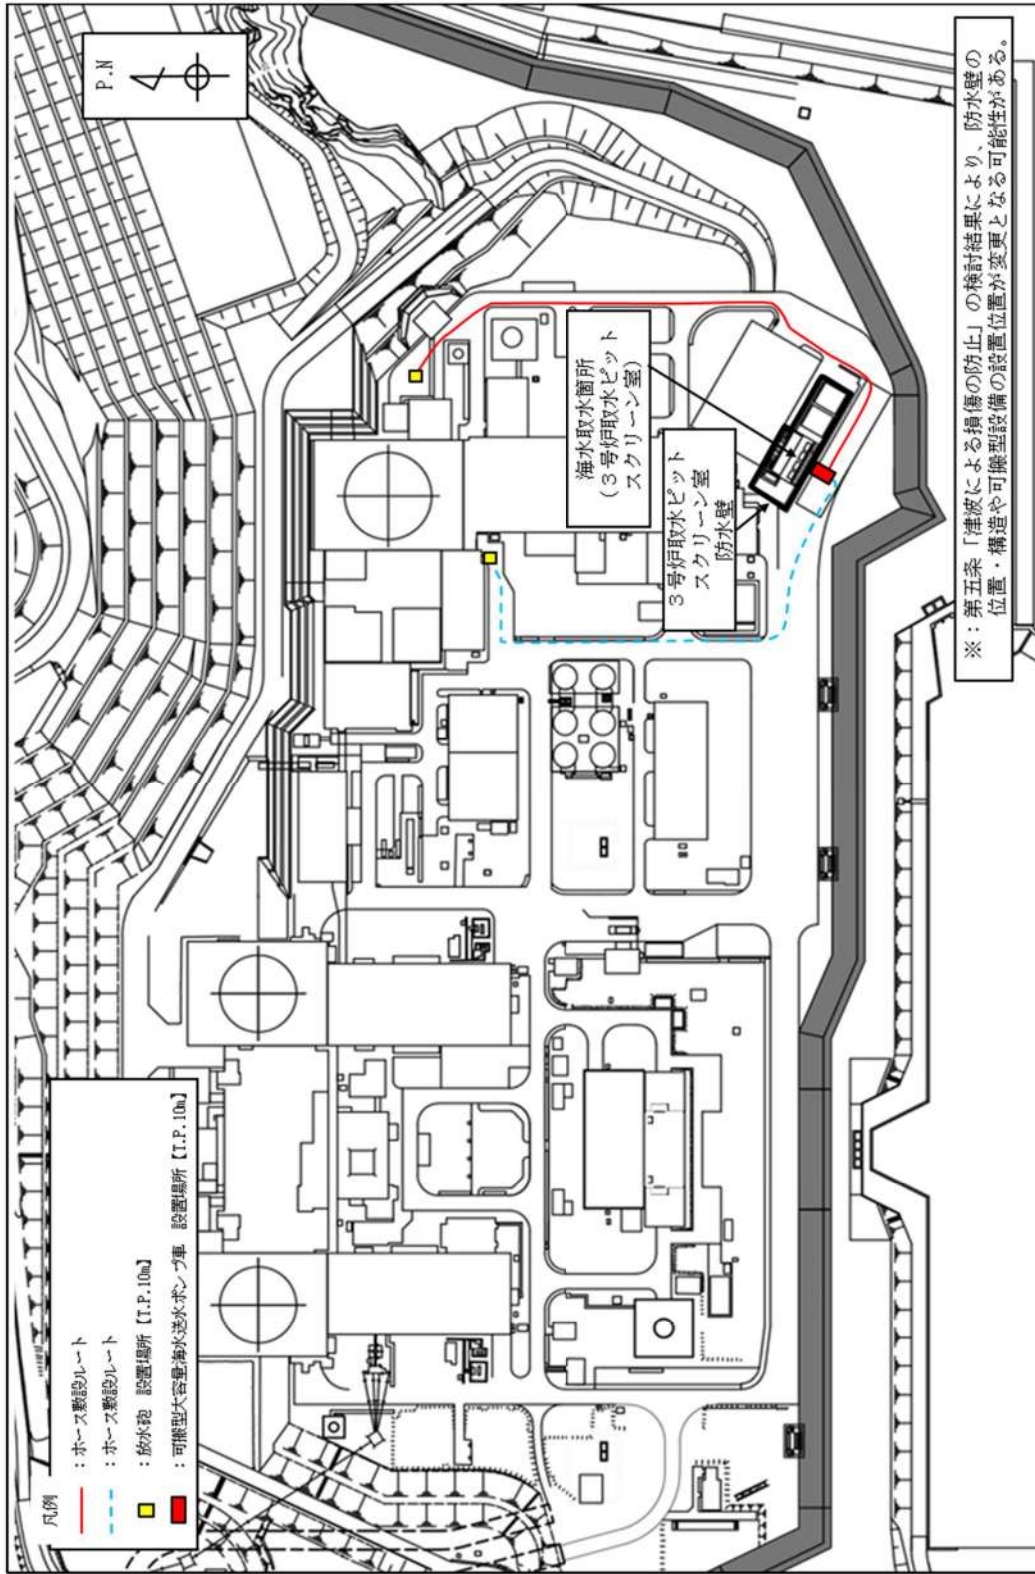 P.N
凡例
：ホース敷設ルート
：ホース敷設ルート
：放水砲　設置場所【T.P.10m】
：可搬型大容量海水送水ポンプ車　設置場所【T.P.10m】
海水取水箇所
（３号炉取水ピット
スクリーン室）
３号炉取水ピット
スクリーン室
防水壁
※：第五条「津波による損傷の防止」の検討結果により、防水壁の
位置・構造や可搬型設備の設置位置が変更となる可能性がある。